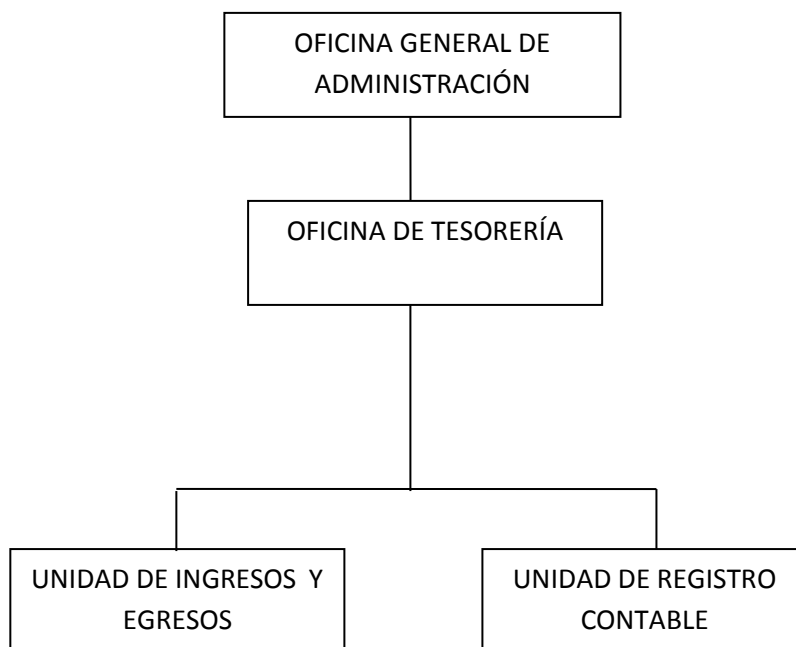 OFICINA GENERAL DE
ADMINISTRACIÓN
OFICINA DE TESORERÍA
UNIDAD DE INGRESOS Y
EGRESOS
UNIDAD DE REGISTRO
CONTABLE